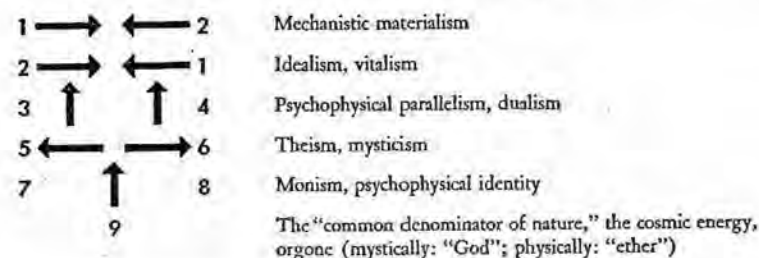 1 2 Mechanistic materialism
2 1 Idealism, vitalism
3 4 Psychophysical parallelism, dualism
5 6 Theism, mysticism
7 8 Monism, psychophysical identity
9 The "common denominator of nature," the cosmic energy,
orgone (mystically: "God"; physically: "ether")